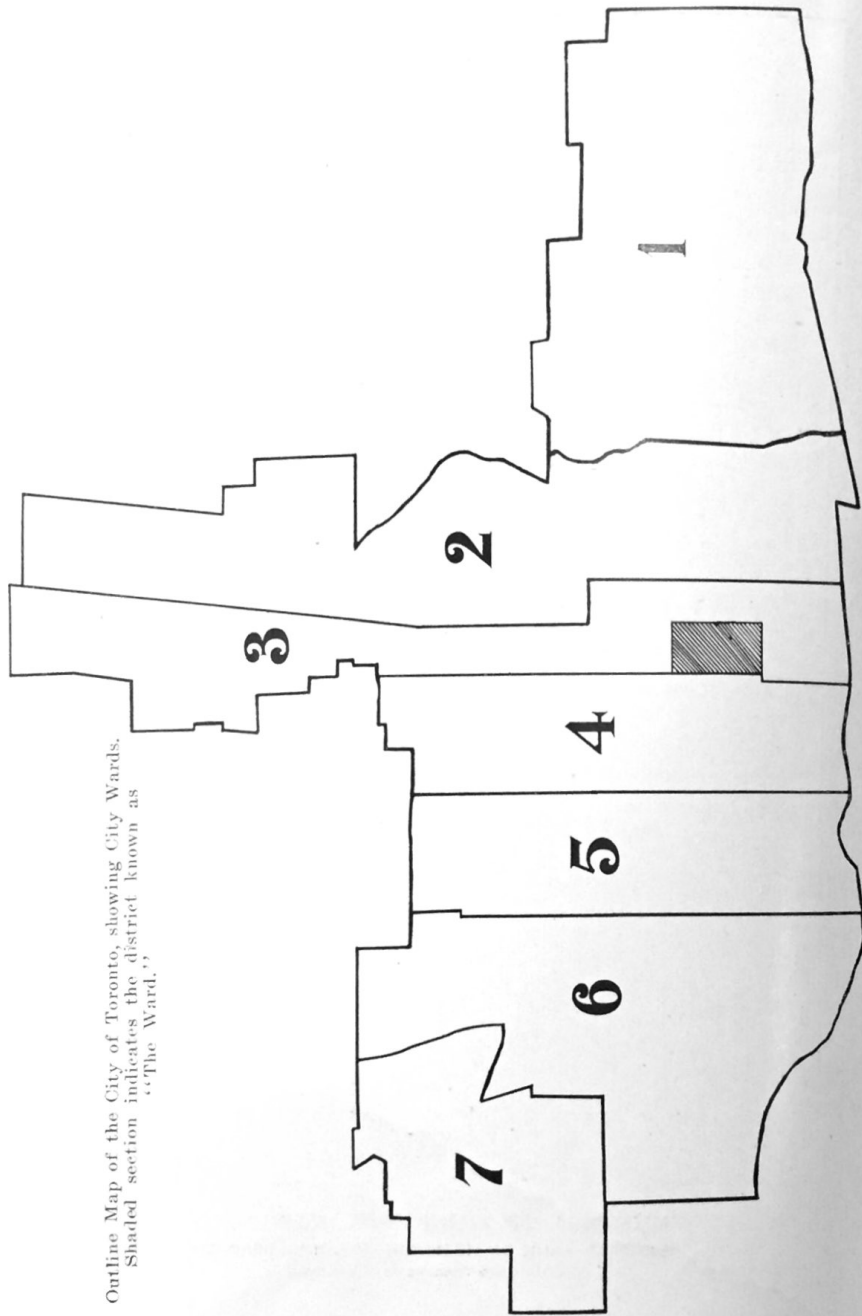 Outline Map of the City of Toronto, showing City Wards.
Shaded section indicates the district known as
“The Ward.”
1
2
3
4
5
6
7